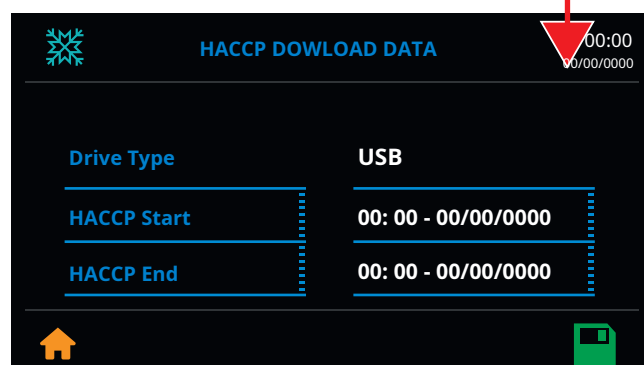 HACCP DOWLOAD DATA
00:00
00/00/0000
Drive Type USB
HACCP Start 00: 00 - 00/00/0000
HACCP End 00: 00 - 00/00/0000